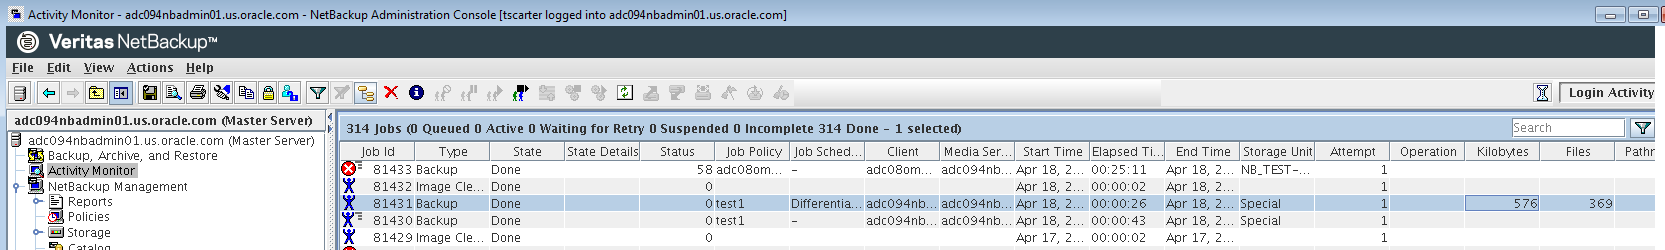 Activity Monitor - adc094nbadmin01.us.oracle.com - NetBackup Administration Console [tscarter logged into adc094nbadmin01.us.oracle.com]
Veritas NetBackup™
File Edit View Actions Help
Login Activity
adc094nbadmin01.us.oracle.com (Master Server)
adc094nbadmin01.us.oracle.com (Master Server)
Backup, Archive, and Restore
Activity Monitor
NetBackup Management
Reports
Policies
Storage
Catalog
314 Jobs (0 Queued 0 Active 0 Waiting for Retry 0 Suspended 0 Incomplete 314 Done - 1 selected)
Search
Job Id Type State State Details Status Job Policy Job Sched... Client Media Ser... Start Time Elapsed Ti... End Time Storage Unit Attempt Operation Kilobytes Files Pathn
81433 Backup Done 58 adc08om... - adc08om... adc094nb... Apr 18, 2... 00:25:11 Apr 18, 2... NB_TEST-... 1
81432 Image Cle... Done 0 Apr 18, 2... 00:00:02 Apr 18, 2... 1
81431 Backup Done 0 test1 Differentia... adc094nb... adc094nb... Apr 18, 2... 00:00:26 Apr 18, 2... Special 1 576 369
81430 Backup Done 0 test1 - adc094nb... adc094nb... Apr 18, 2... 00:00:43 Apr 18, 2... Special 1
81429 Image Cle... Done 0 Apr 17, 2... 00:00:02 Apr 17, 2... 1